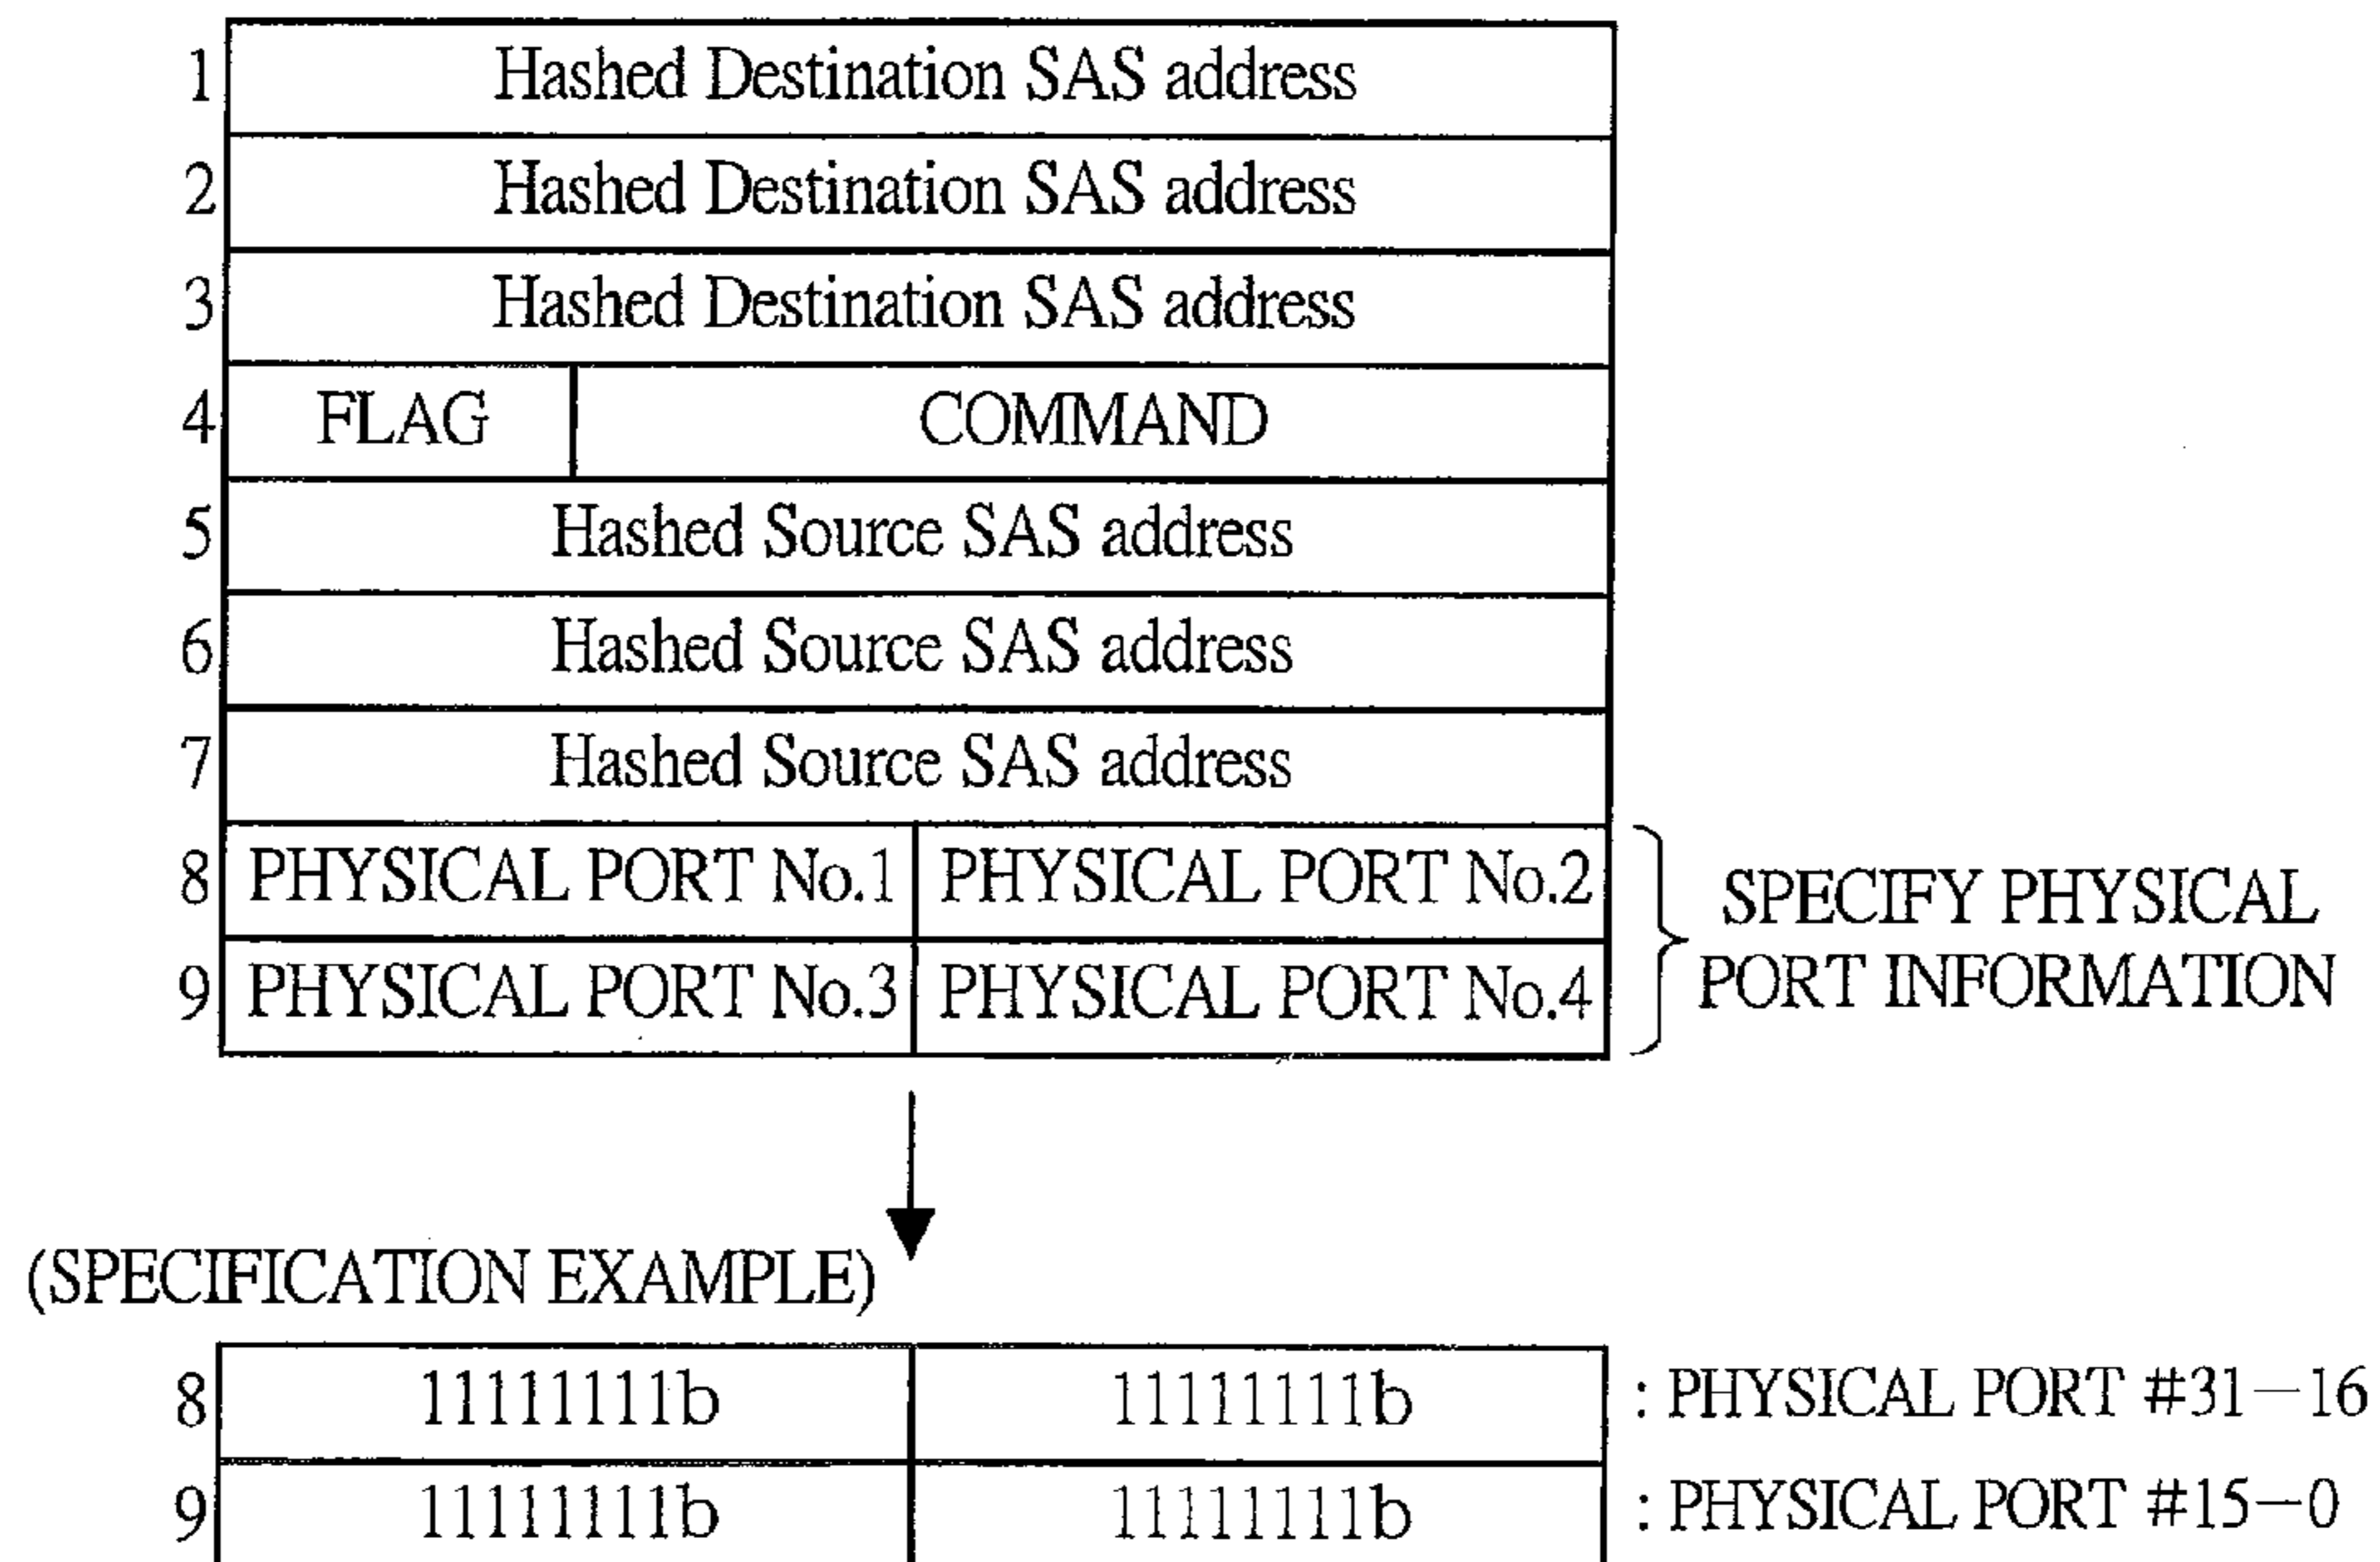 1 Hashed Destination SAS address
2 Hashed Destination SAS address
3 Hashed Destination SAS address
4 FLAG COMMAND
5 Hashed Source SAS address
6 Hashed Source SAS address
7 Hashed Source SAS address
8 PHYSICAL PORT No.1 PHYSICAL PORT No.2
9 PHYSICAL PORT No.3 PHYSICAL PORT No.4
SPECIFY PHYSICAL
PORT INFORMATION
(SPECIFICATION EXAMPLE)
8 11111111b 11111111b : PHYSICAL PORT #31—16
9 11111111b 11111111b : PHYSICAL PORT #15—0